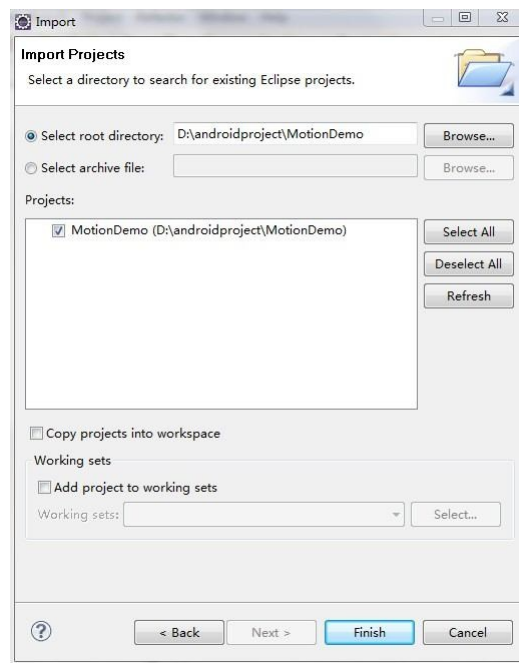 Import
Import Projects
Select a directory to search for existing Eclipse projects.
Select root directory: D:\androidproject\MotionDemo Browse...
Select archive file: Browse...
Projects:
MotionDemo (D:\androidproject\MotionDemo) Select All
Deselect All
Refresh
Copy projects into workspace
Working sets
Add project to working sets
Working sets: Select...
? < Back Next > Finish Cancel